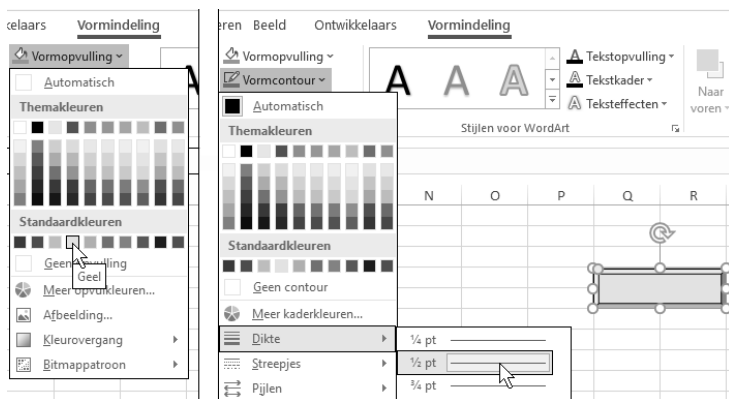 kelaars Vormindeling
Vormopvulling
Automatisch
Themakleuren
Standaardkleuren
Geen opvulling
Geel
Meer opvulkleuren...
Afbeelding...
Kleurovergang
Bitmappatroon
eren Beeld Ontwikkelaars Vormindeling
Vormopvulling
Vormcontour
Automatisch
Themakleuren
Standaardkleuren
Geen contour
Meer kaderkleuren...
Dikte
Streepjes
Pijlen
¼ pt
½ pt
¾ pt
A A A
A Tekstopvulling
A Tekstkader
A Teksteffecten
Stijlen voor WordArt
Naar
voren
N O P Q R